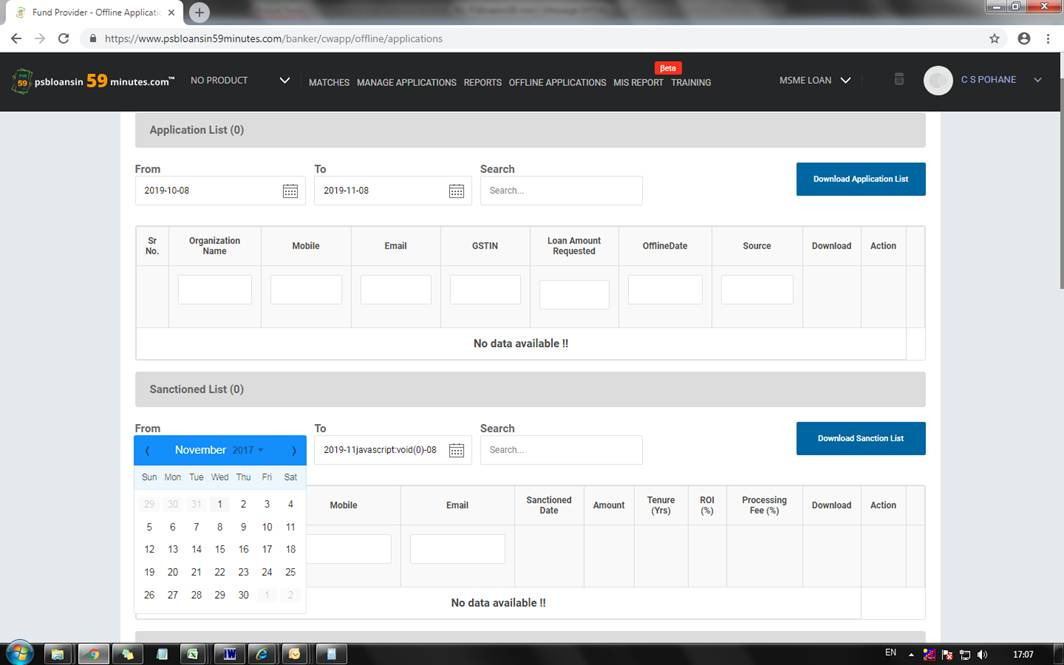 Fund Provider - Offline Applicatio
https://www.psbloansin59minutes.com/banker/cwapp/offline/applications
psbloansin 59 minutes.com™
NO PRODUCT
MATCHES MANAGE APPLICATIONS REPORTS OFFLINE APPLICATIONS MIS REPORT Beta TRAINING
MSME LOAN
C S POHANE
Application List (0)
From To Search
2019-10-08 2019-11-08 Search... Download Application List
Sr No. Organization Name Mobile Email GSTIN Loan Amount Requested OfflineDate Source Download Action
No data available !!
Sanctioned List (0)
From To Search
November 2017 2019-11javascript:void(0)-08 Search... Download Sanction List
Sun Mon Tue Wed Thu Fri Sat
29 30 31 1 2 3 4
5 6 7 8 9 10 11
12 13 14 15 16 17 18
19 20 21 22 23 24 25
26 27 28 29 30 1 2
Mobile Email Sanctioned Date Amount Tenure (Yrs) ROI (%) Processing Fee (%) Download Action
No data available !!
EN 17:07